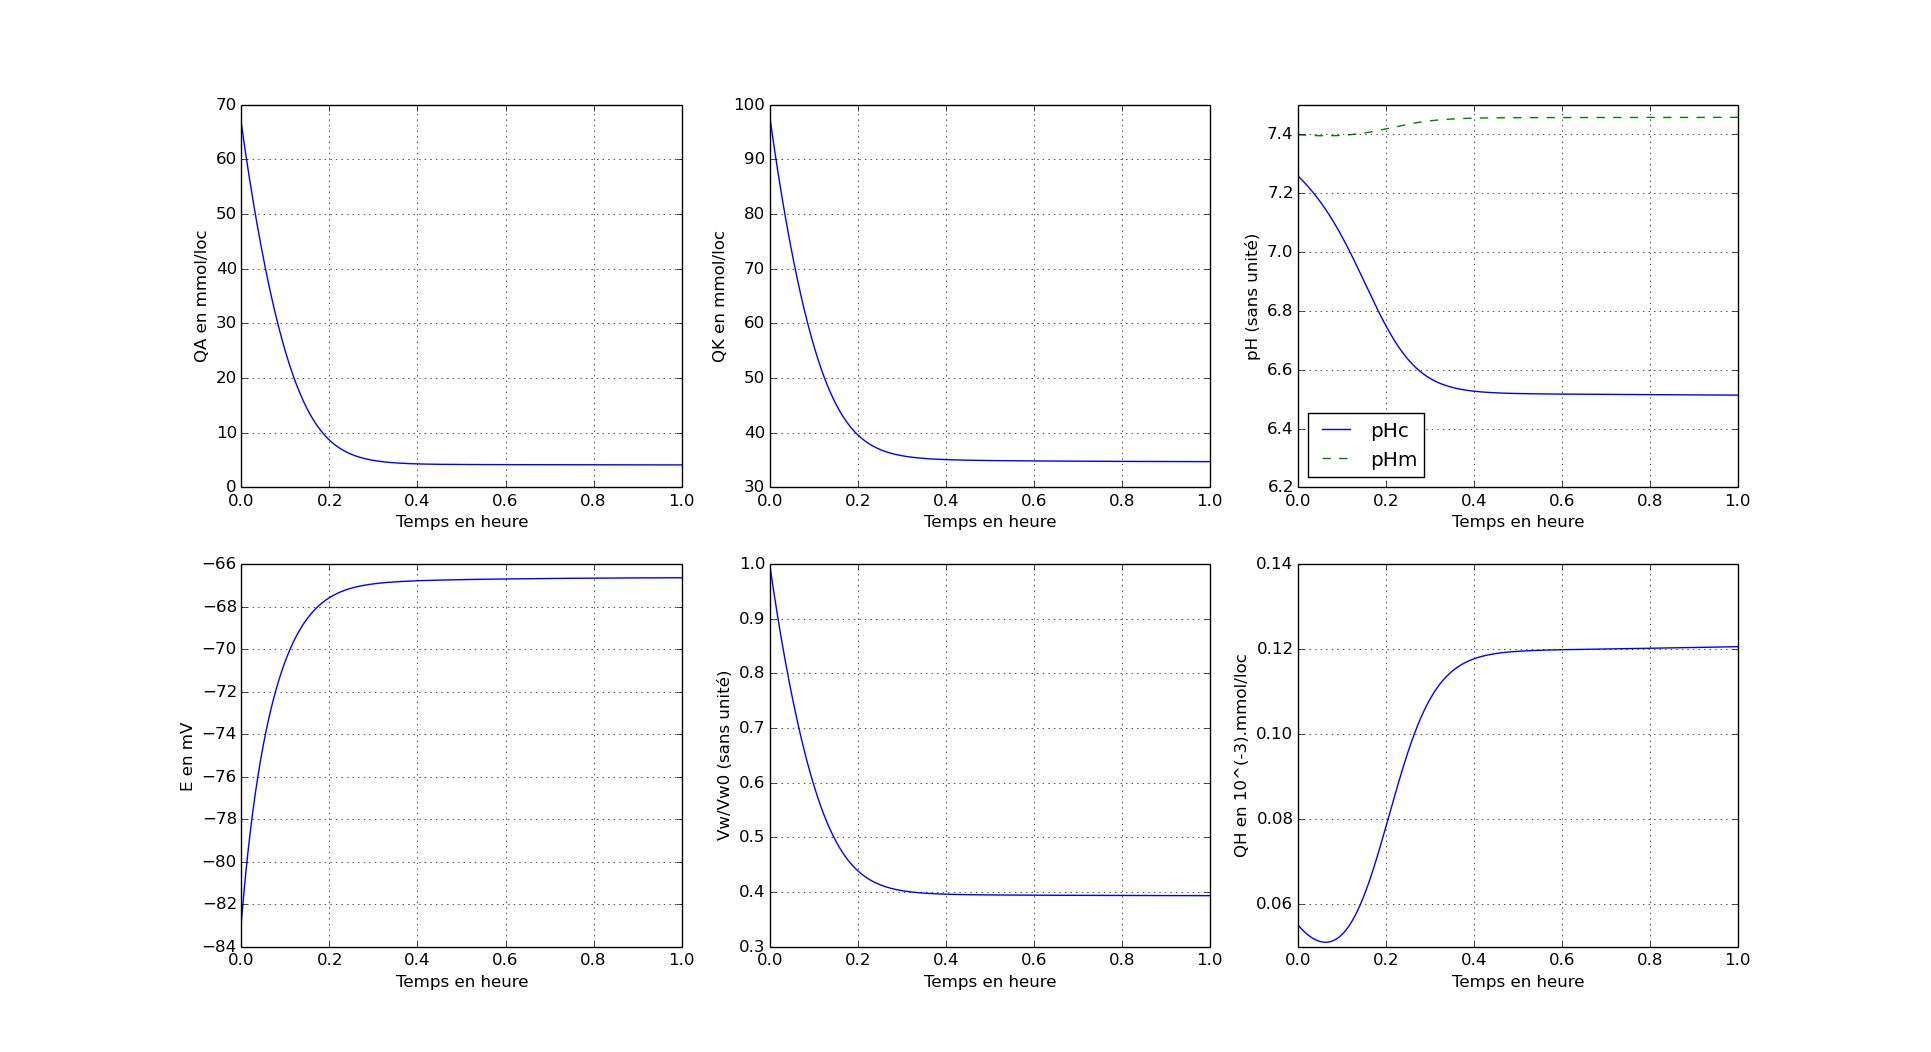 70
60
50
40
30
20
10
0
QA en mmol/loc
0.0 0.2 0.4 0.6 0.8 1.0
Temps en heure
100
90
80
70
60
50
40
30
QK en mmol/loc
0.0 0.2 0.4 0.6 0.8 1.0
Temps en heure
7.4
7.2
7.0
6.8
6.6
6.4
6.2
pH (sans unité)
pHc
pHm
0.0 0.2 0.4 0.6 0.8 1.0
Temps en heure
−66
−68
−70
−72
−74
−76
−78
−80
−82
−84
E en mV
0.0 0.2 0.4 0.6 0.8 1.0
Temps en heure
1.0
0.9
0.8
0.7
0.6
0.5
0.4
0.3
Vw/Vw0 (sans unité)
0.0 0.2 0.4 0.6 0.8 1.0
Temps en heure
0.14
0.12
0.10
0.08
0.06
QH en 10^(-3).mmol/loc
0.0 0.2 0.4 0.6 0.8 1.0
Temps en heure